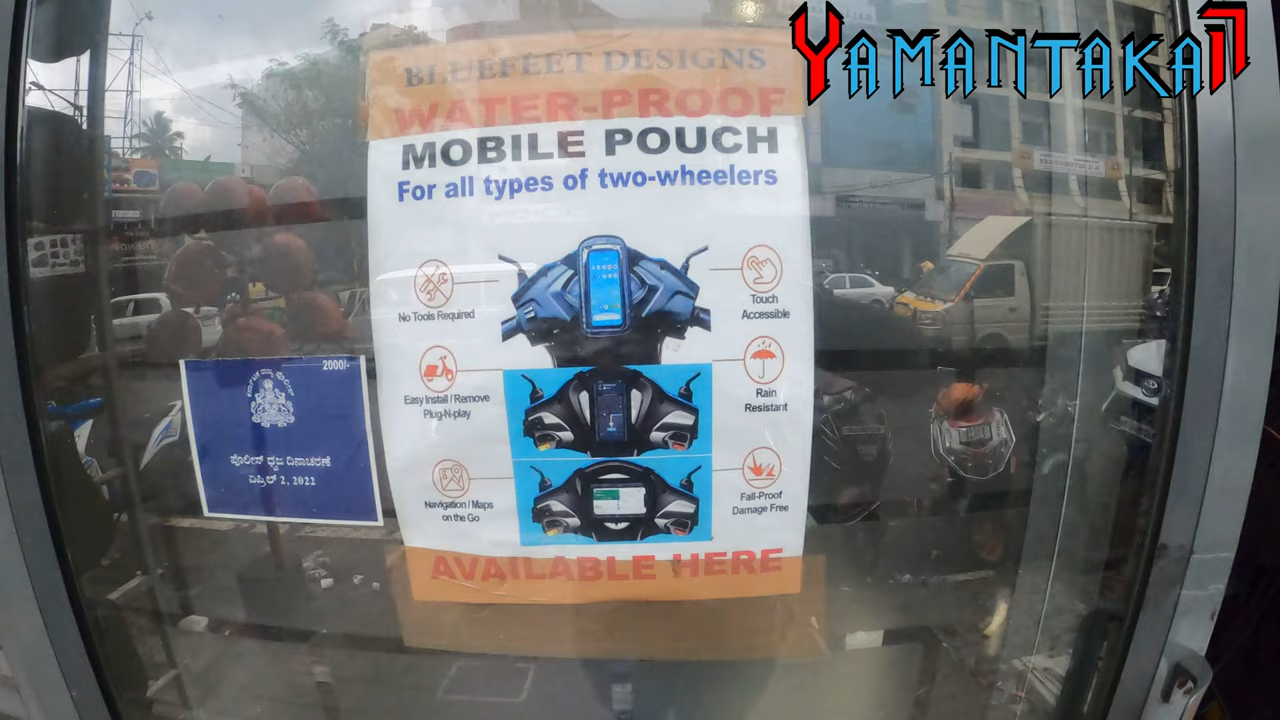 YAMANTAKA17
BLUEFEET DESIGNS
WATER-PROOF
MOBILE POUCH
For all types of two-wheelers
No Tools Required
Touch
Accessible
Easy Install / Remove
Plug-N-play
Rain
Resistant
Navigation / Maps
on the Go
Fall-Proof
Damage Free
AVAILABLE HERE
2000/-
ಪೊಲೀಸ್ ಧ್ವಜ ದಿನಾಚರಣೆ
ಏಪ್ರಿಲ್ 2, 2022